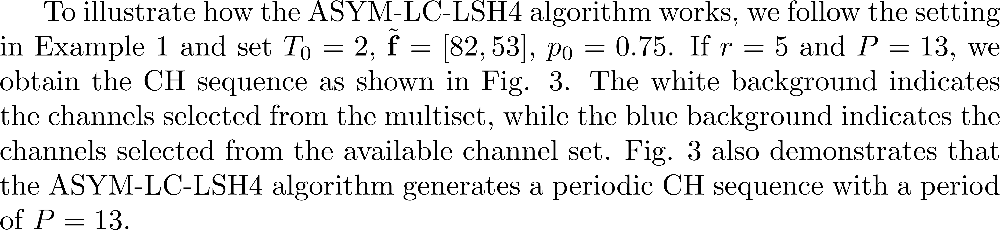 To illustrate how the ASYM-LC-LSH4 algorithm works, we follow the setting
in Example 1 and set $T_0 = 2$, $\tilde{\mathbf{f}} = [82, 53]$, $p_0 = 0.75$. If $r = 5$ and $P = 13$, we
obtain the CH sequence as shown in Fig. 3. The white background indicates
the channels selected from the multiset, while the blue background indicates the
channels selected from the available channel set. Fig. 3 also demonstrates that
the ASYM-LC-LSH4 algorithm generates a periodic CH sequence with a period
of $P = 13$.